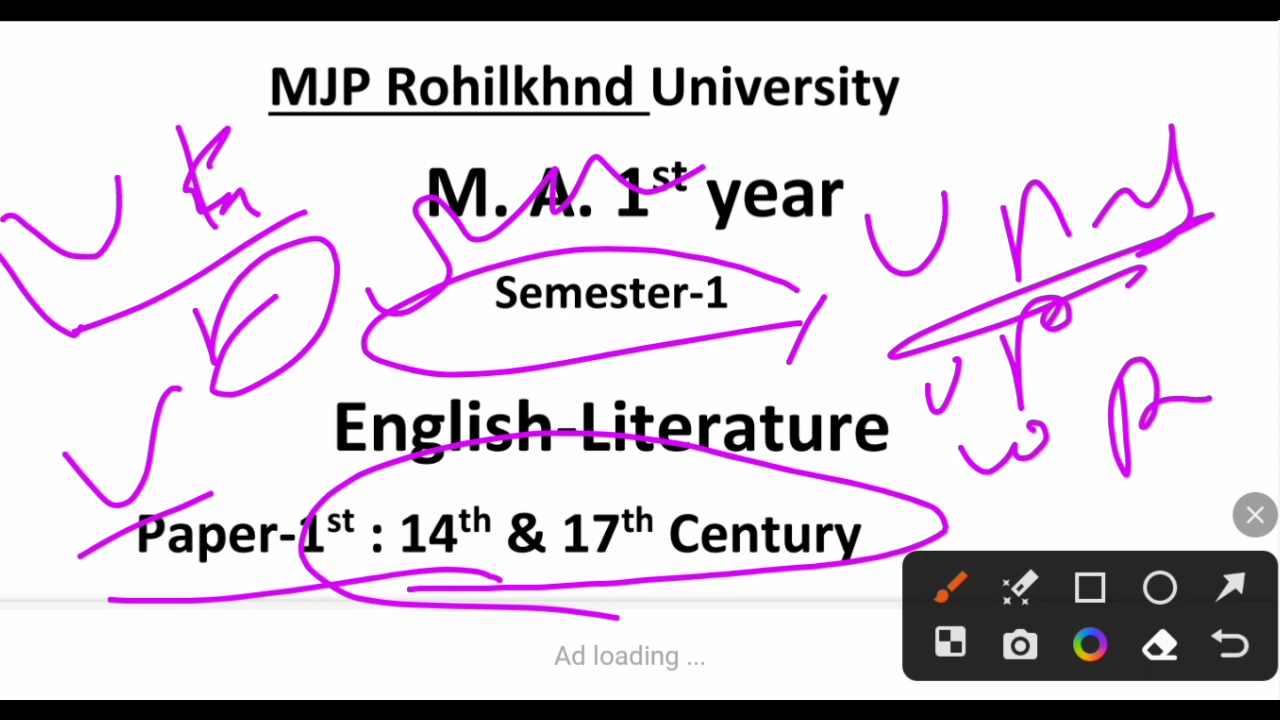 MJP Rohilkhnd University
M. A. 1st year
Semester-1
English-Literature
Paper-1st : 14th & 17th Century
Ad loading ...